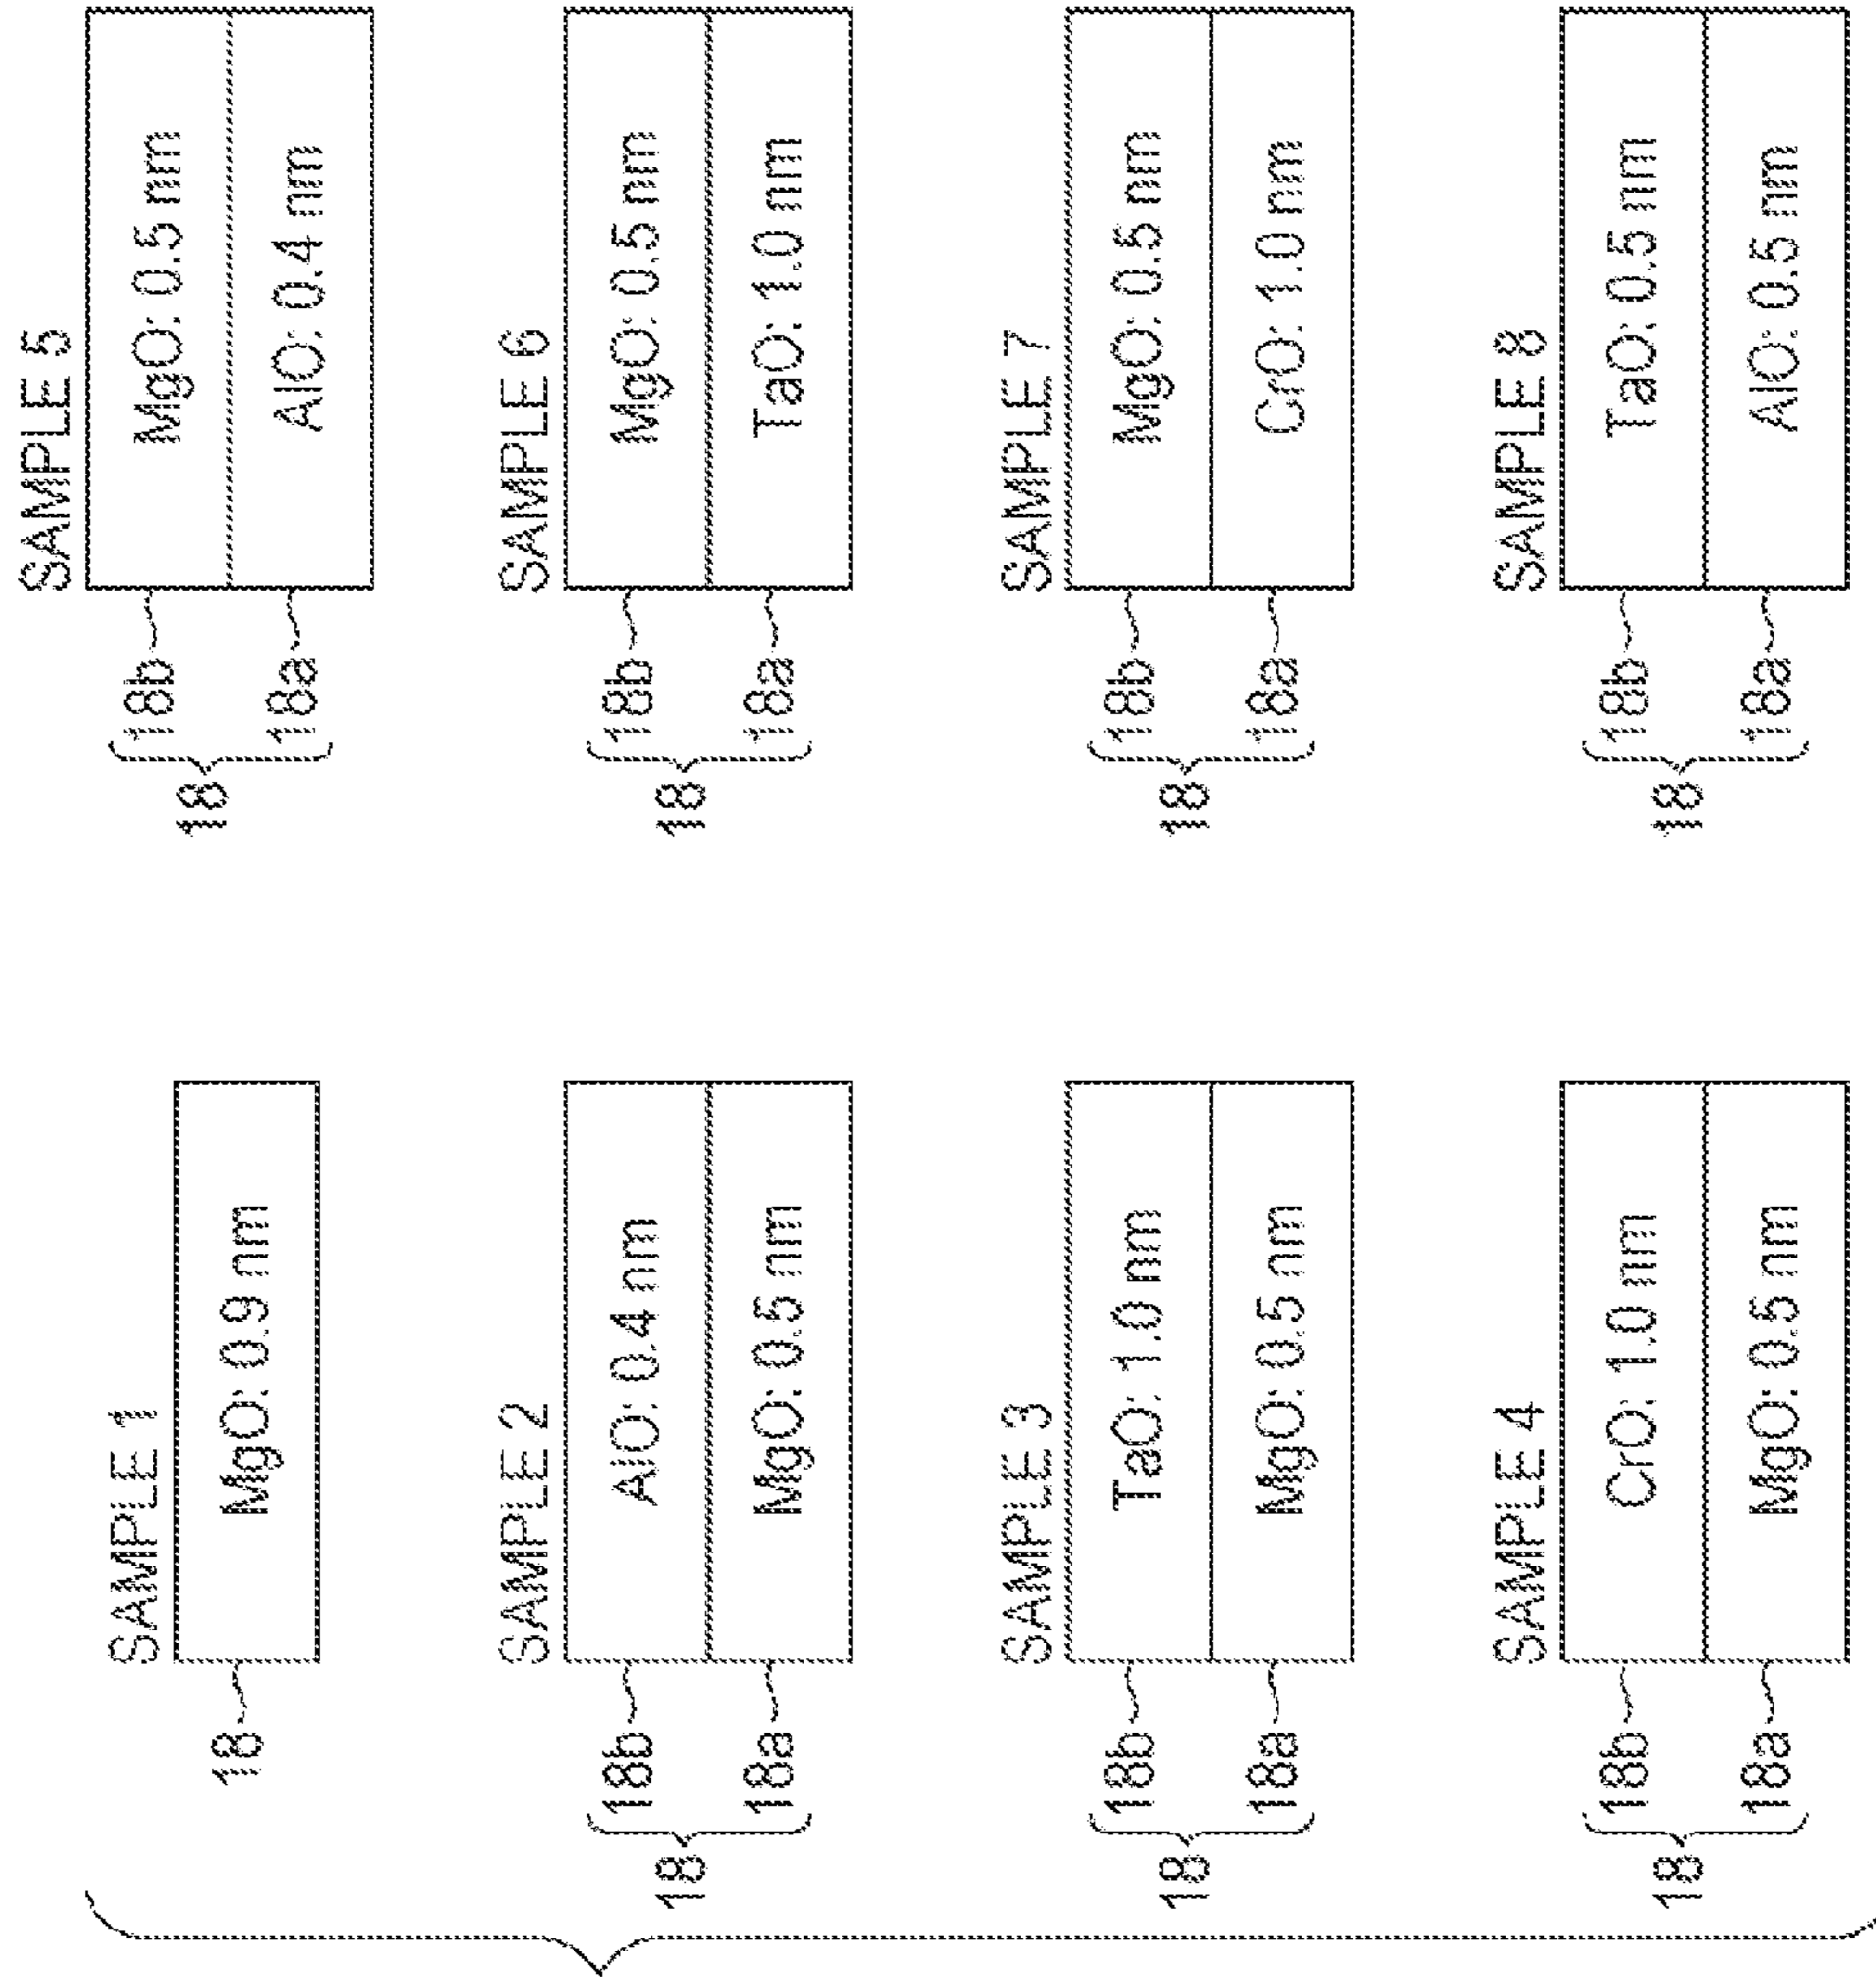 SAMPLE 1
18
MgO: 0.9 nm
SAMPLE 2
18
18b
AlO: 0.4 nm
18a
MgO: 0.5 nm
SAMPLE 3
18
18b
TaO: 1.0 nm
18a
MgO: 0.5 nm
SAMPLE 4
18
18b
CrO: 1.0 nm
18a
MgO: 0.5 nm
SAMPLE 5
18
18b
MgO: 0.5 nm
18a
AlO: 0.4 nm
SAMPLE 6
18
18b
MgO: 0.5 nm
18a
TaO: 1.0 nm
SAMPLE 7
18
18b
MgO: 0.5 nm
18a
CrO: 1.0 nm
SAMPLE 8
18
18b
TaO: 0.5 nm
18a
AlO: 0.5 nm